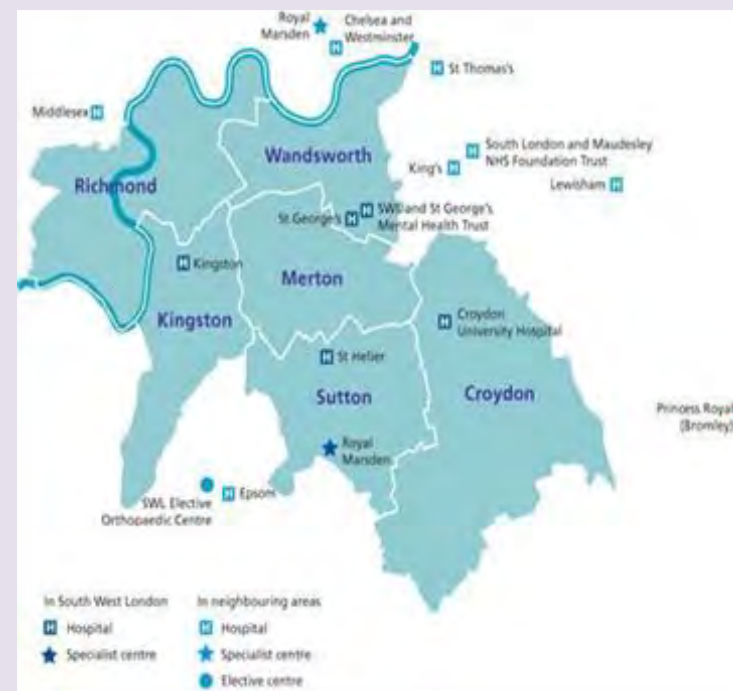 Royal
Marsden
Chelsea and
Westminster
St Thomas's
Middlesex H
Wandsworth
South London and Maudesley
NHS Foundation Trust
King's H
Lewisham H
Richmond
St George's H
SWL and St George's
Mental Health Trust
H Kingston
Merton
Kingston
H Croydon
University Hospital
H St Helier
Sutton
Croydon
Princess Royal
(Bromley)
Royal
Marsden
H Epsom
SWL Elective
Orthopaedic Centre
In South West London
H Hospital
Specialist centre
In neighbouring areas
H Hospital
Specialist centre
Elective centre